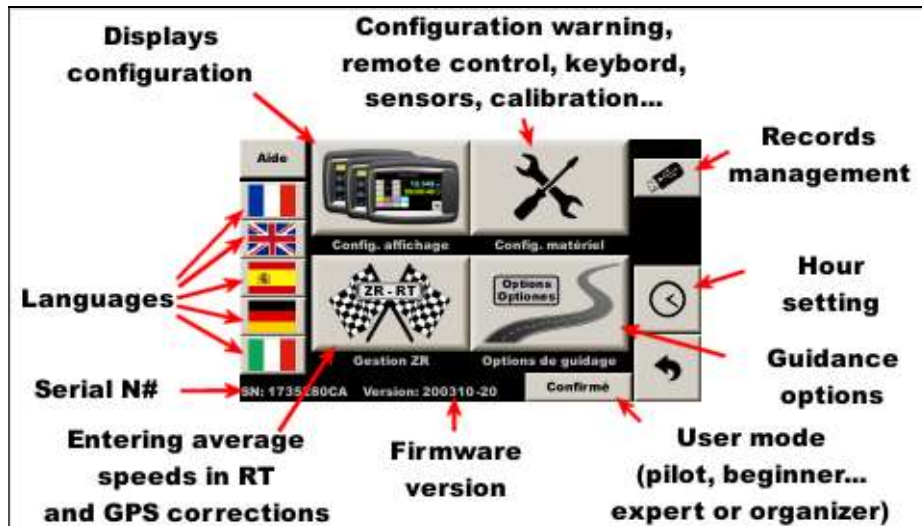 Displays
configuration
Configuration warning,
remote control, keybord,
sensors, calibration...
Records
management
Aide
Config. affichage
Config. matériel
Languages
ZR - RT
Options
Optiones
Hour
setting
Gestion ZR
Options de guidage
Guidance
options
Serial N#
Version: 200310-20
Confirmé
Entering average
speeds in RT
and GPS corrections
Firmware
version
User mode
(pilot, beginner...
expert or organizer)